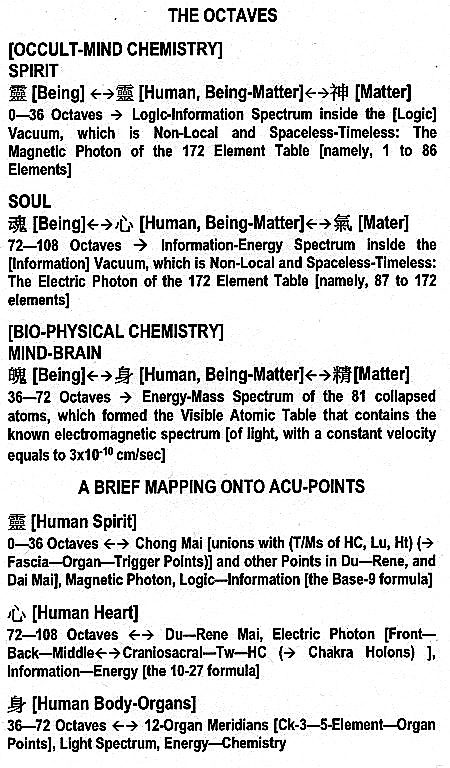 THE OCTAVES
[OCCULT-MIND CHEMISTRY]
SPIRIT
靈 [Being] ←→靈 [Human, Being-Matter]←→神 [Matter]
0—36 Octaves → Logic-Information Spectrum inside the [Logic]
Vacuum, which is Non-Local and Spaceless-Timeless: The
Magnetic Photon of the 172 Element Table [namely, 1 to 86
Elements]
SOUL
魂 [Being]←→心 [Human, Being-Matter]←→氣 [Mater]
72—108 Octaves → Information-Energy Spectrum inside the
[Information] Vacuum, which is Non-Local and Spaceless-Timeless:
The Electric Photon of the 172 Element Table [namely, 87 to 172
elements]
[BIO-PHYSICAL CHEMISTRY]
MIND-BRAIN
魄 [Being]←→身 [Human, Being-Matter]←→精[Matter]
36—72 Octaves → Energy-Mass Spectrum of the 81 collapsed
atoms, which formed the Visible Atomic Table that contains the
known electromagnetic spectrum [of light, with a constant velocity
equals to 3x10⁻¹⁰ cm/sec]
A BRIEF MAPPING ONTO ACU-POINTS
靈 [Human Spirit]
0—36 Octaves ←→ Chong Mai [unions with (T/Ms of HC, Lu, Ht) (→
Fascia—Organ—Trigger Points)] and other Points in Du—Rene, and
Dai Mai], Magnetic Photon, Logic—Information [the Base-9 formula]
心 [Human Heart]
72—108 Octaves ←→ Du—Rene Mai, Electric Photon [Front—
Back—Middle←→Craniosacral—Tw—HC (→ Chakra Holons) ],
Information—Energy [the 10-27 formula]
身 [Human Body-Organs]
36—72 Octaves ←→ 12-Organ Meridians [Ck-3—5-Element—Organ
Points], Light Spectrum, Energy—Chemistry